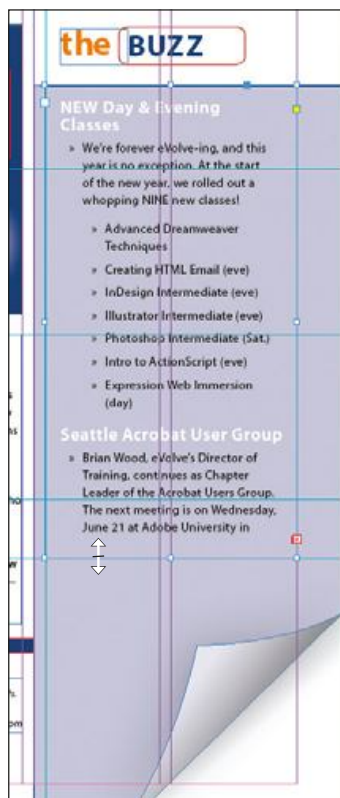 the BUZZ
NEW Day & Evening
Classes
» We're forever eVolve-ing, and this
year is no exception. At the start
of the new year, we rolled out a
whopping NINE new classes!
» Advanced Dreamweaver
Techniques
» Creating HTML Email (eve)
» InDesign Intermediate (eve)
» Illustrator Intermediate (eve)
» Photoshop Intermediate (Sat.)
» Intro to ActionScript (eve)
» Expression Web Immersion
(day)
Seattle Acrobat User Group
» Brian Wood, eVolve's Director of
Training, continues as Chapter
Leader of the Acrobat Users Group.
The next meeting is on Wednesday,
June 21 at Adobe University in